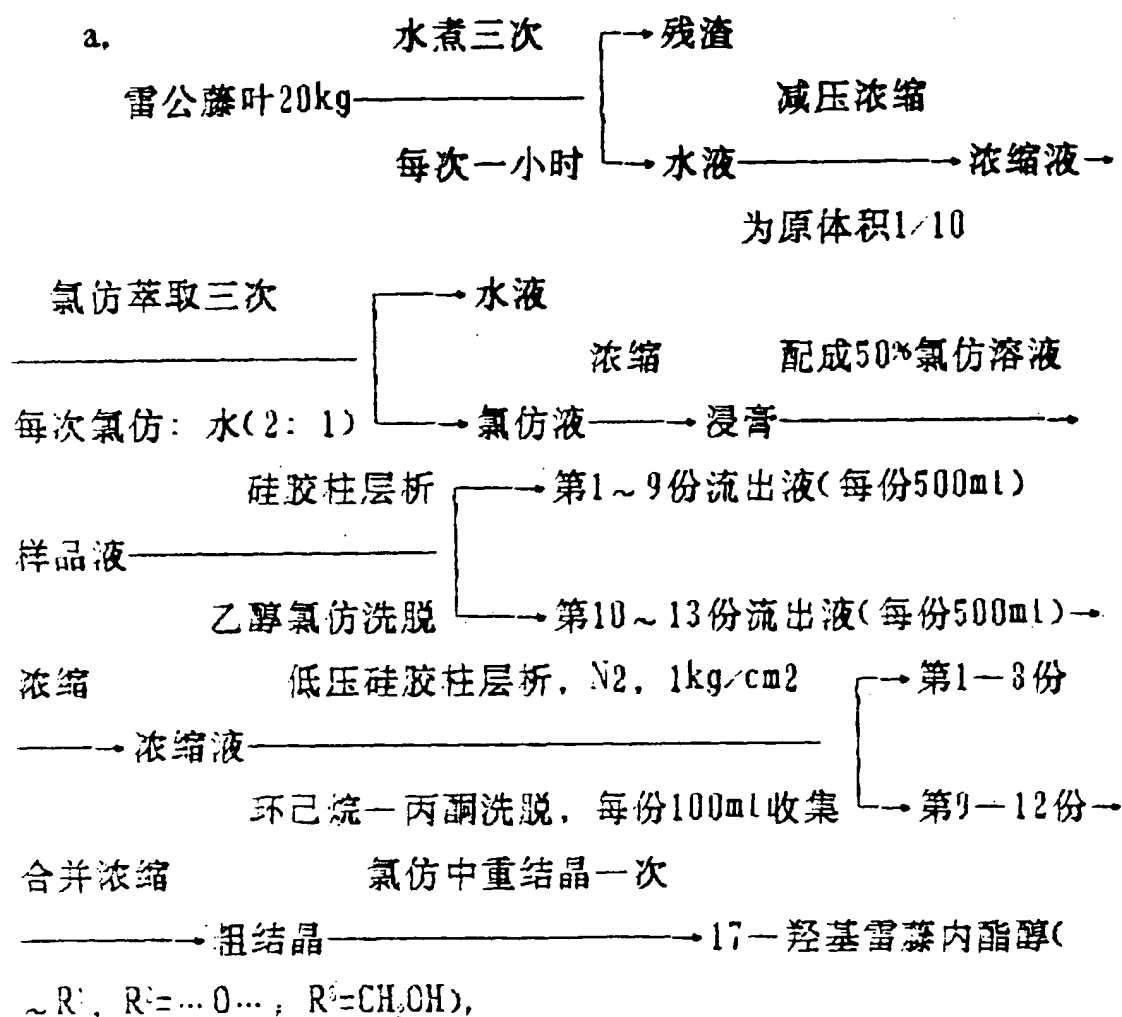 a.
水煮三次
残渣
雷公藤叶20kg
减压浓缩
每次一小时
水液
浓缩液
为原体积1/10
氯仿萃取三次
水液
浓缩
配成50%氯仿溶液
每次氯仿：水(2：1)
氯仿液
浸膏
硅胶柱层析
第1~9份流出液(每份500ml)
样品液
乙醇氯仿洗脱
第10~13份流出液(每份500ml)
浓缩
低压硅胶柱层析，N2，1kg/cm2
第1—8份
浓缩液
环己烷—丙酮洗脱，每份100ml收集
第9—12份
合并浓缩
氯仿中重结晶一次
粗结晶
17—羟基雷藤内酯醇(
~R, R=…O…；R=CH2OH),